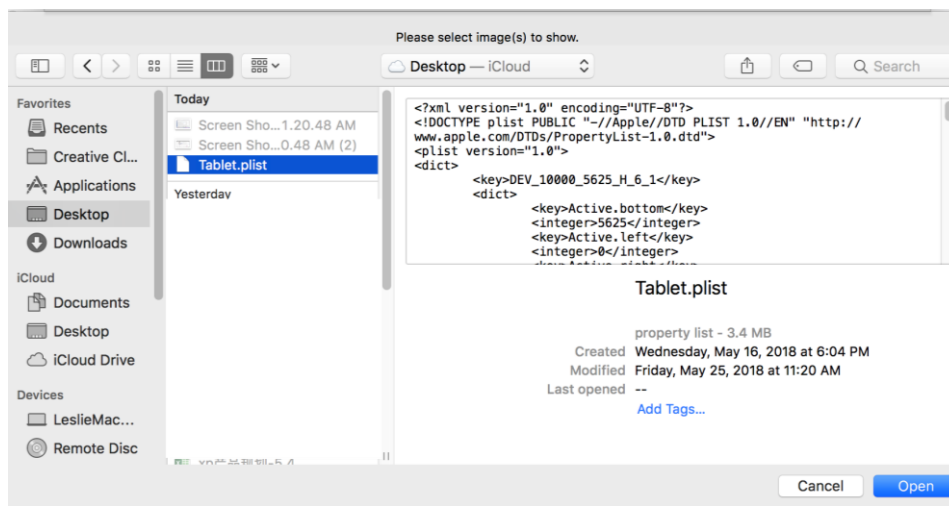 Please select image(s) to show.
Desktop — iCloud
Search
Favorites
Recents
Creative Cl...
Applications
Desktop
Downloads
iCloud
Documents
Desktop
iCloud Drive
Devices
LeslieMac...
Remote Disc
Today
Screen Sho...1.20.48 AM
Screen Sho...0.48 AM (2)
Tablet.plist
Yesterday
<?xml version="1.0" encoding="UTF-8"?>
<!DOCTYPE plist PUBLIC "-//Apple//DTD PLIST 1.0//EN" "http://
www.apple.com/DTDs/PropertyList-1.0.dtd">
<plist version="1.0">
<dict>
<key>DEV_10000_5625_H_6_1</key>
<dict>
<key>Active.bottom</key>
<integer>5625</integer>
<key>Active.left</key>
<integer>0</integer>
Tablet.plist
property list - 3.4 MB
Created Wednesday, May 16, 2018 at 6:04 PM
Modified Friday, May 25, 2018 at 11:20 AM
Last opened --
Add Tags...
Cancel
Open